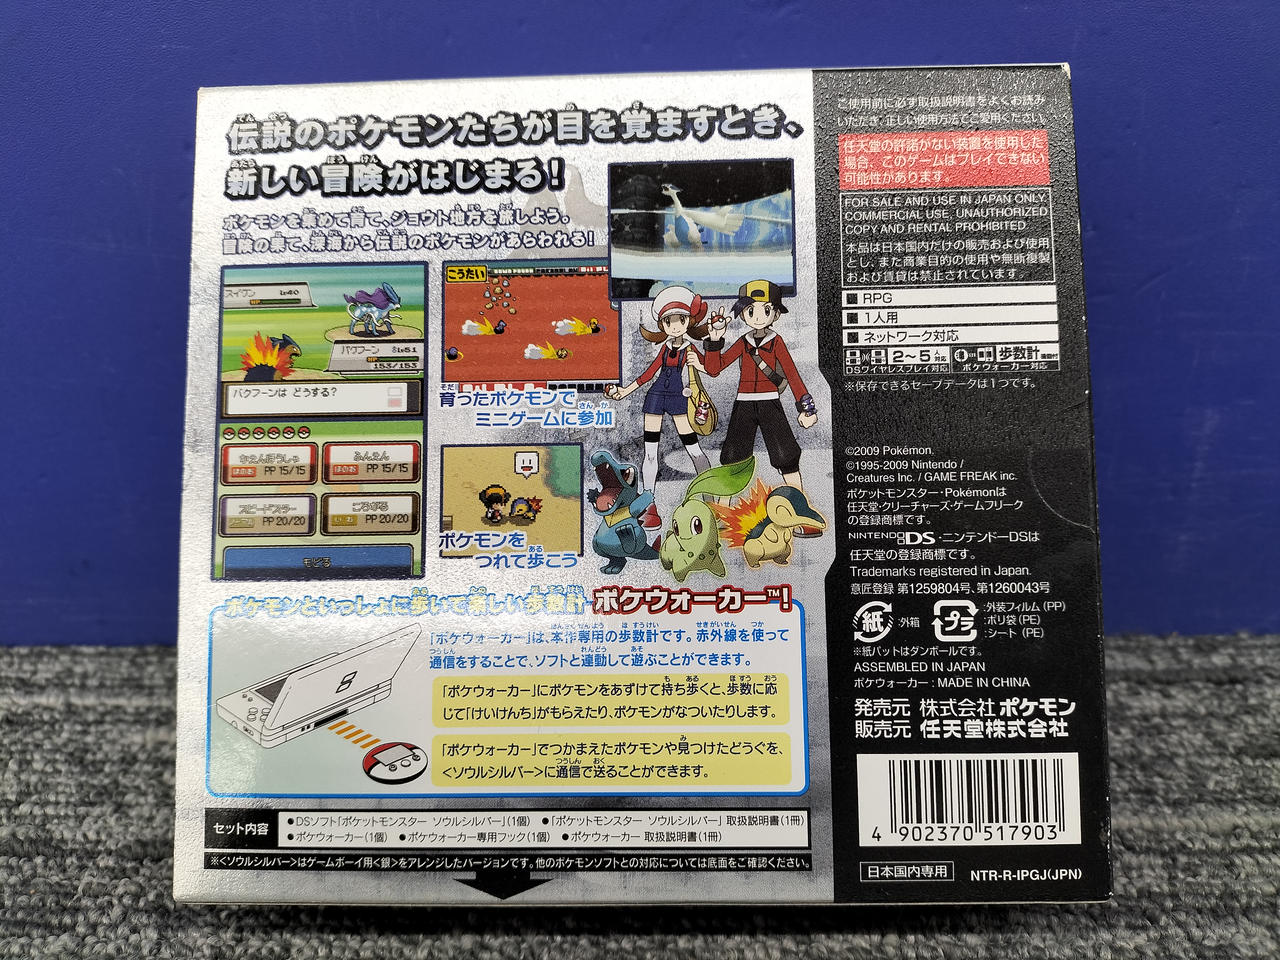 伝説のポケモンたちが目を覚ますとき、
新しい冒険がはじまる!
ポケモンを集めて育て、ジョウト地方を旅しよう。
冒険の果て、深海から伝説のポケモンがあらわれる!
スイクン Lv40
HP
バクフーン ♂Lv51
HP
153/153
バクフーンは どうする?
かえんほうしゃ
ほのお PP 15/15
ふんえん
ほのお PP 15/15
スピードスター
PP 20/20
ころがる
いわ PP 20/20
もどる
こうたい
育ったポケモンで
ミニゲームに参加
ポケモンを
つれて歩こう
ポケモンといっしょに歩いて楽しい歩数計 ポケウォーカー™!
「ポケウォーカー」は、本作専用の歩数計です。赤外線を使って
通信をすることで、ソフトと連動して遊ぶことができます。
「ポケウォーカー」にポケモンをあずけて持ち歩くと、歩数に応
じて「けいけんち」がもらえたり、ポケモンがなついたりします。
「ポケウォーカー」でつかまえたポケモンや見つけたどうぐを、
<ソウルシルバー>に通信で送ることができます。
セット内容
●DSソフト「ポケットモンスター ソウルシルバー」(1個) ●「ポケットモンスター ソウルシルバー」取扱説明書(1冊)
●ポケウォーカー(1個) ●ポケウォーカー専用フック(1個) ●ポケウォーカー 取扱説明書(1冊)
※<ソウルシルバー>はゲームボーイ用<銀>をアレンジしたバージョンです。他のポケモンソフトとの対応については底面をご確認ください。
ご使用前に必ず取扱説明書をよくお読み
いただき、正しい使用方法でご愛用ください。
任天堂の許諾がない装置を使用した
場合、このゲームはプレイできない
可能性があります。
FOR SALE AND USE IN JAPAN ONLY.
COMMERCIAL USE, UNAUTHORIZED
COPY AND RENTAL PROHIBITED.
本品は日本国内だけの販売および使用
とし、また商業目的の使用や無断複製
および賃貸は禁止されています。
RPG
1人用
ネットワーク対応
DSワイヤレスプレイ対応 2～5人対応 歩数計機能付 ポケウォーカー対応
※保存できるセーブデータは1つです。
©2009 Pokémon.
©1995-2009 Nintendo /
Creatures Inc. / GAME FREAK inc.
ポケットモンスター・Pokémonは
任天堂・クリーチャーズ・ゲームフリーク
の登録商標です。
NINTENDO DS・ニンテンドーDSは
任天堂の登録商標です。
Trademarks registered in Japan.
意匠登録 第1259804号、第1260043号
紙 :外箱
プラ :外装フィルム (PP)
:ポリ袋 (PE)
:シート (PE)
※紙パットはダンボールです。
ASSEMBLED IN JAPAN
ポケウォーカー : MADE IN CHINA
発売元 株式会社ポケモン
販売元 任天堂株式会社
4 902370 517903
日本国内専用
NTR-R-IPGJ(JPN)